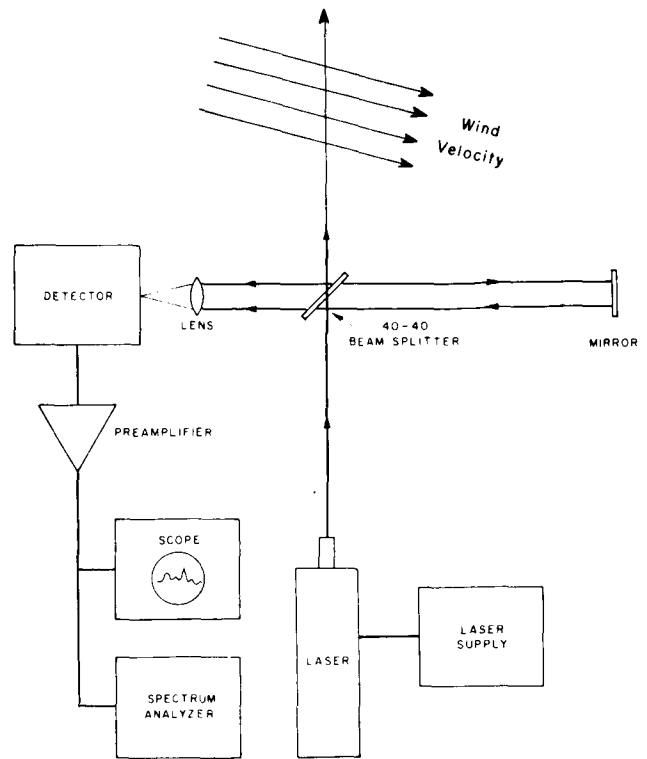 Wind
Velocity
DETECTOR
LENS
40-40
BEAM SPLITTER
MIRROR
PREAMPLIFIER
SCOPE
LASER
SUPPLY
LASER
SPECTRUM
ANALYZER